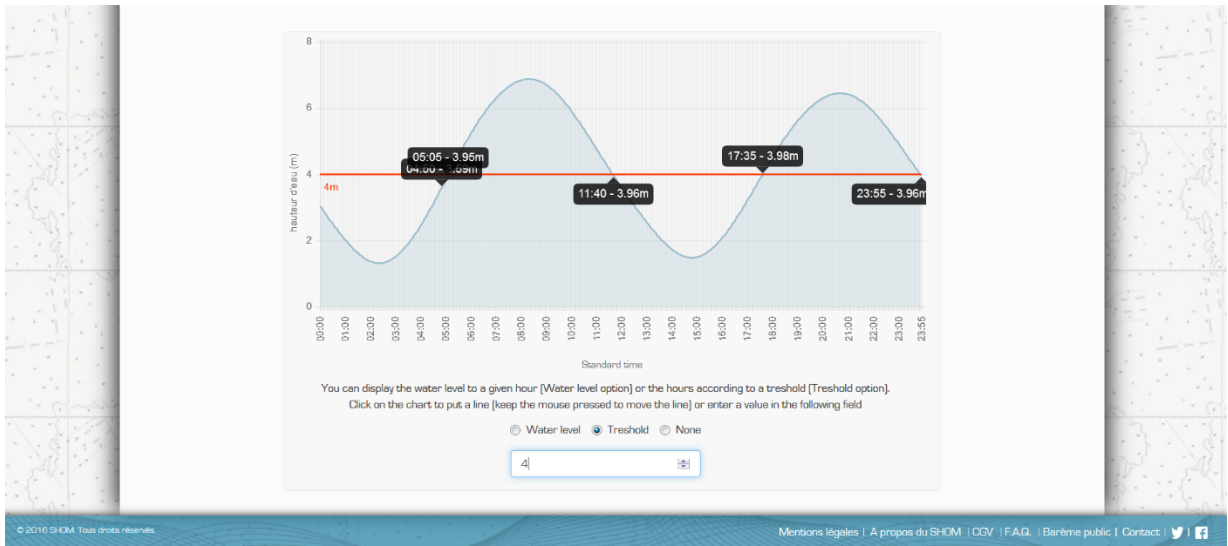 8
6
4
2
0
hauteur d'eau (m)
4m
05:05 - 3.95m
04:50 - 3.59m
11:40 - 3.96m
17:35 - 3.98m
23:55 - 3.96m
00:00 01:00 02:00 03:00 04:00 05:00 06:00 07:00 08:00 09:00 10:00 11:00 12:00 13:00 14:00 15:00 16:00 17:00 18:00 19:00 20:00 21:00 22:00 23:00 23:55
Standard time
You can display the water level to a given hour (Water level option) or the hours according to a treshold (Treshold option).
Click on the chart to put a line (keep the mouse pressed to move the line) or enter a value in the following field
Water level Treshold None
4
© 2016 SHOM. Tous droits réservés Mentions légales | A propos du SHOM | CGV | F.A.Q. | Barème public | Contact |